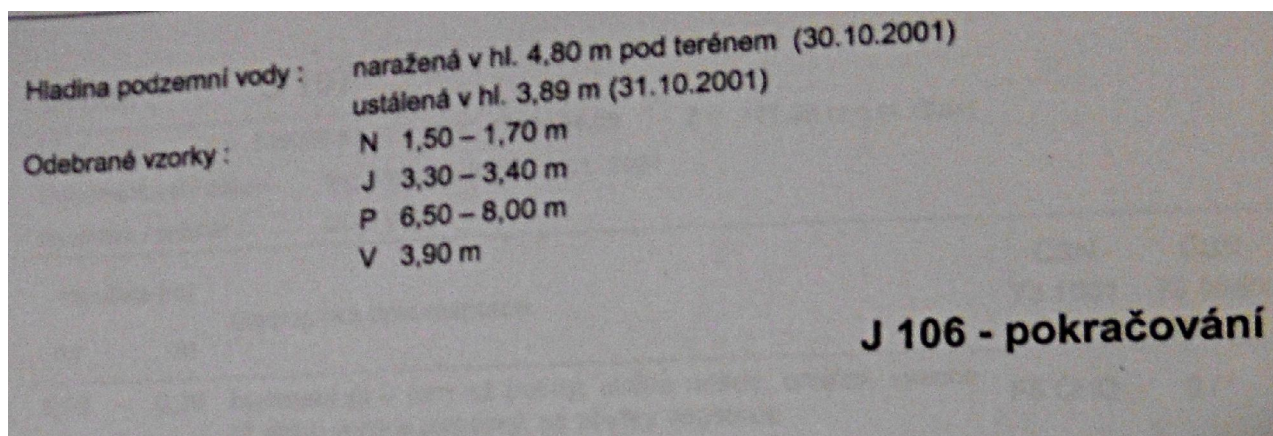 Hladina podzemní vody : naražená v hl. 4,80 m pod terénem (30.10.2001)
ustálená v hl. 3,89 m (31.10.2001)
Odebrané vzorky : N 1,50 – 1,70 m
J 3,30 – 3,40 m
P 6,50 – 8,00 m
V 3,90 m
J 106 - pokračování